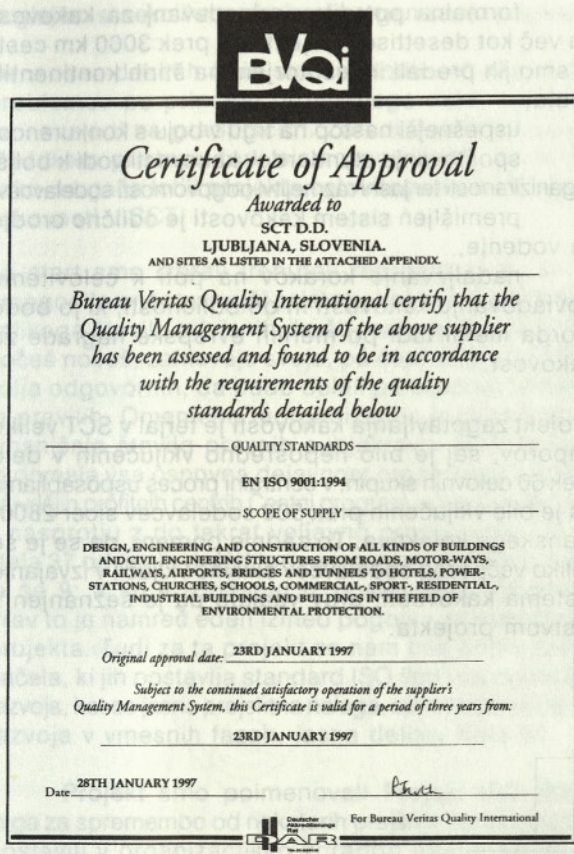 BVQi
Certificate of Approval
Awarded to
SCT D.D.
LJUBLJANA, SLOVENIA.
AND SITES AS LISTED IN THE ATTACHED APPENDIX.
Bureau Veritas Quality International certify that the
Quality Management System of the above supplier
has been assessed and found to be in accordance
with the requirements of the quality
standards detailed below
QUALITY STANDARDS
EN ISO 9001:1994
SCOPE OF SUPPLY
DESIGN, ENGINEERING AND CONSTRUCTION OF ALL KINDS OF BUILDINGS
AND CIVIL ENGINEERING STRUCTURES FROM ROADS, MOTOR-WAYS,
RAILWAYS, AIRPORTS, BRIDGES AND TUNNELS TO HOTELS, POWER-
STATIONS, CHURCHES, SCHOOLS, COMMERCIAL-, SPORT-, RESIDENTIAL-,
INDUSTRIAL BUILDINGS AND BUILDINGS IN THE FIELD OF
ENVIRONMENTAL PROTECTION.
Original approval date: 23RD JANUARY 1997
Subject to the continued satisfactory operation of the supplier's
Quality Management System, this Certificate is valid for a period of three years from:
23RD JANUARY 1997
Date 28TH JANUARY 1997
For Bureau Veritas Quality International
Deutscher
Akkreditierungs
Rat
DAR